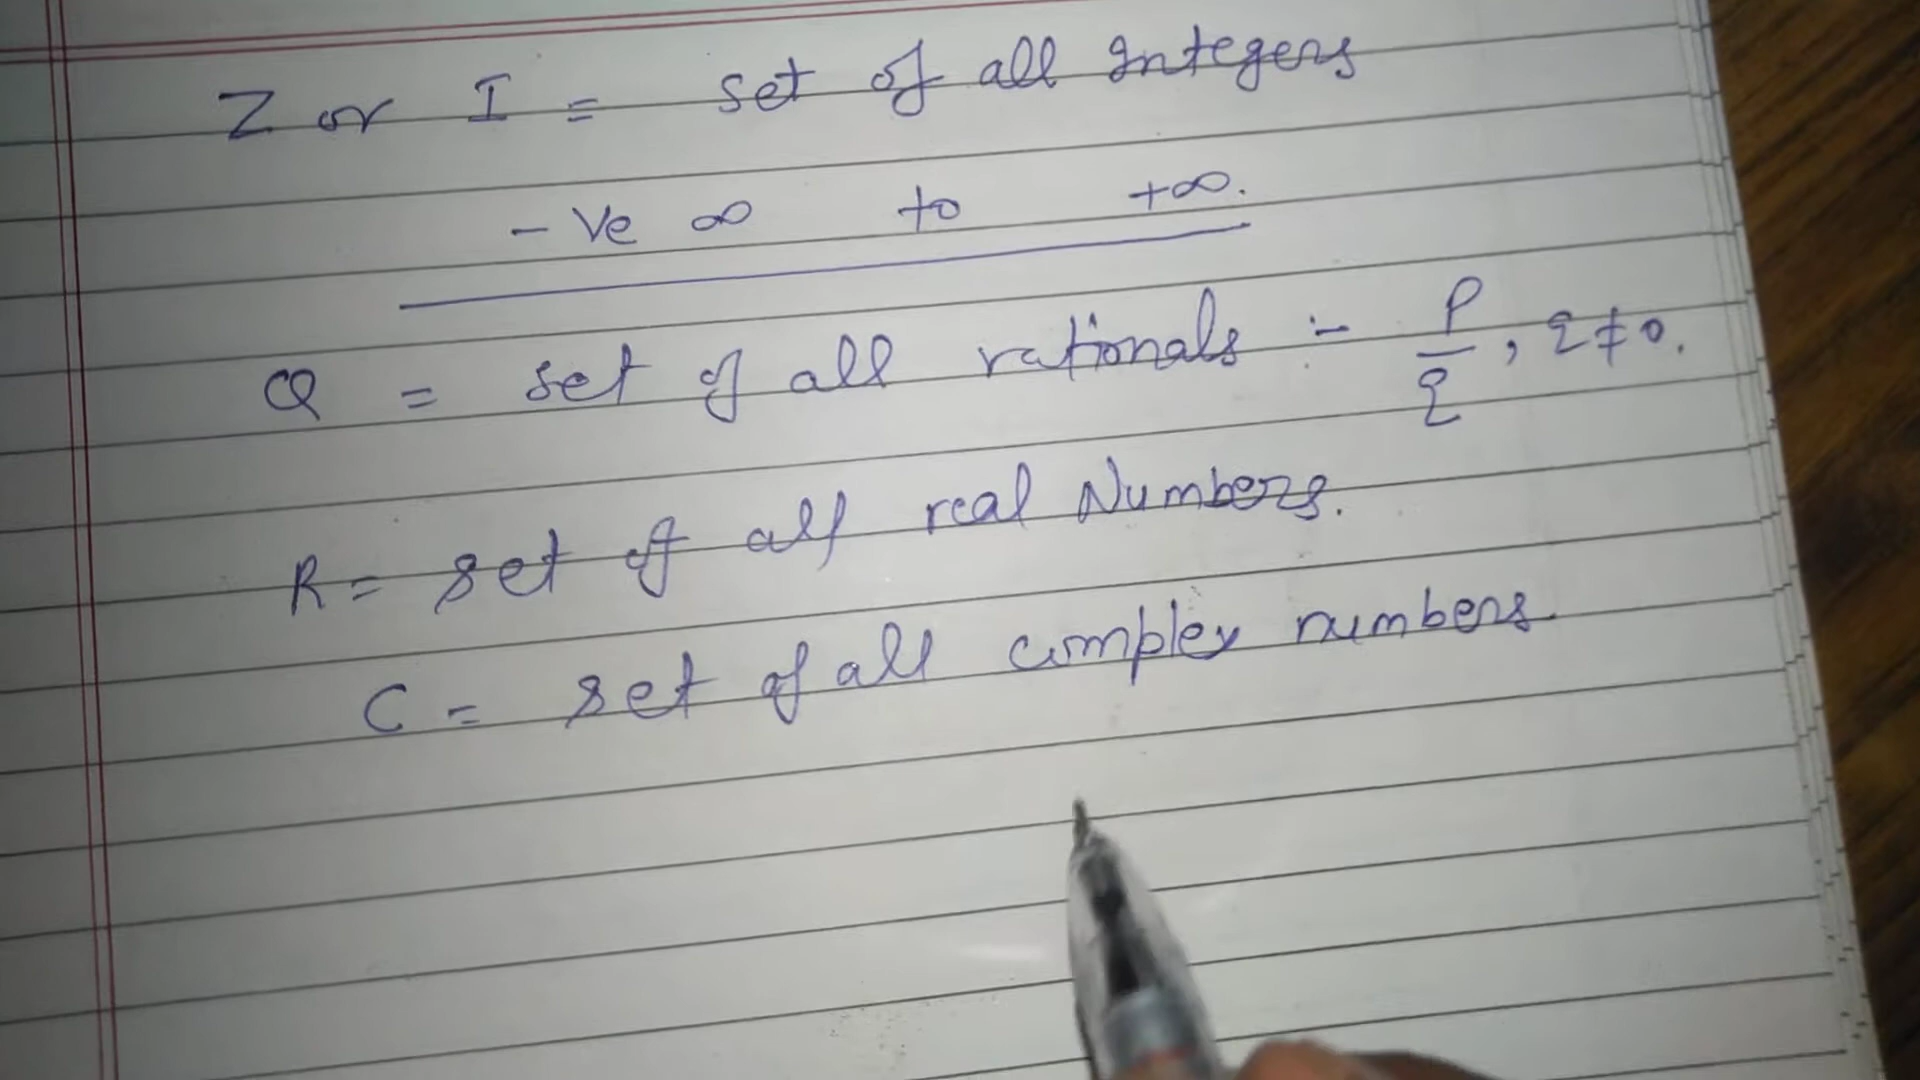 Z or I = set of all Integers
- ve ∞ to +∞.
Q = set of all rationals :- P/q, q ≠ 0.
R = set of all real Numbers.
C = set of all complex numbers